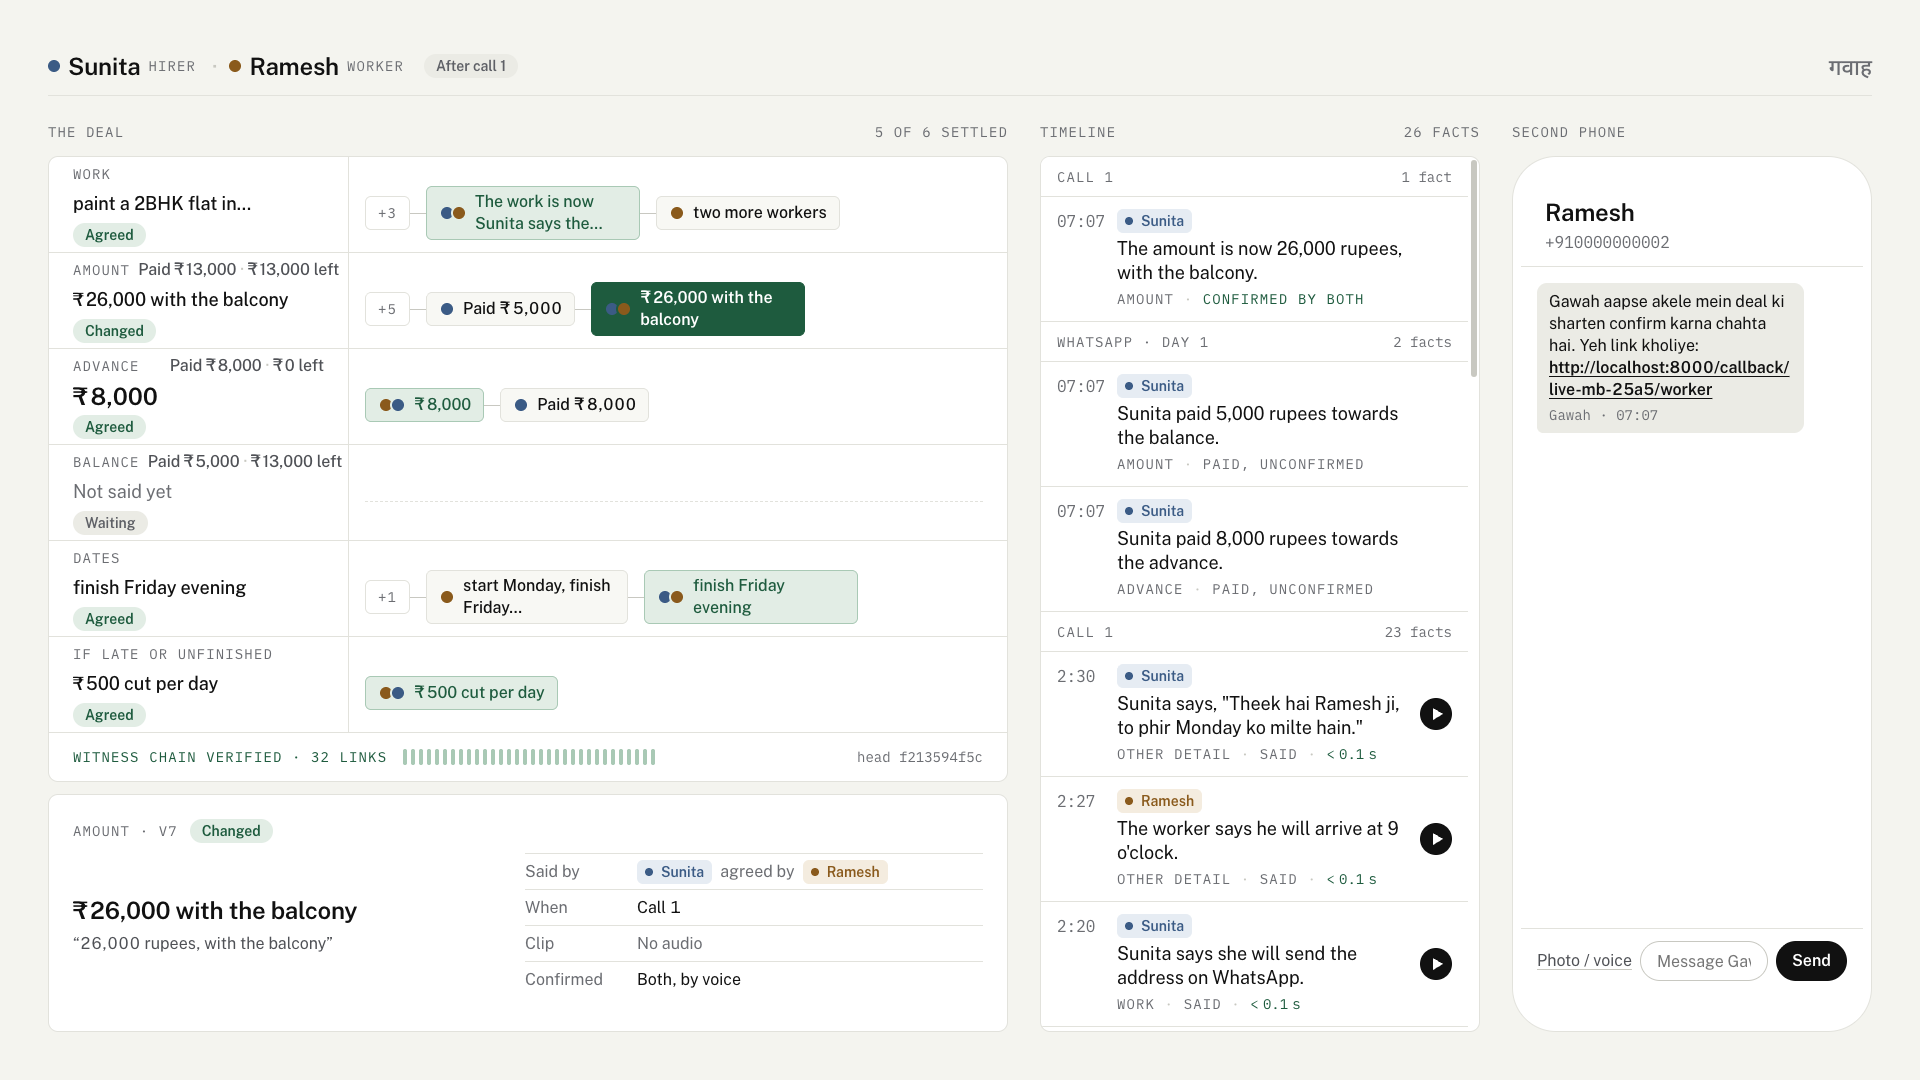 Sunita HIRER · Ramesh WORKER After call 1
गवाह
THE DEAL 5 OF 6 SETTLED
WORK
paint a 2BHK flat in...
Agreed
+3
The work is now
Sunita says the...
two more workers
AMOUNT Paid ₹13,000 · ₹13,000 left
₹26,000 with the balcony
Changed
+5
Paid ₹5,000
₹26,000 with the
balcony
ADVANCE Paid ₹8,000 · ₹0 left
₹8,000
Agreed
₹8,000
Paid ₹8,000
BALANCE Paid ₹5,000 · ₹13,000 left
Not said yet
Waiting
DATES
finish Friday evening
Agreed
+1
start Monday, finish
Friday...
finish Friday
evening
IF LATE OR UNFINISHED
₹500 cut per day
Agreed
₹500 cut per day
WITNESS CHAIN VERIFIED · 32 LINKS head f213594f5c
AMOUNT · V7 Changed
₹26,000 with the balcony
“26,000 rupees, with the balcony”
Said by Sunita agreed by Ramesh
When Call 1
Clip No audio
Confirmed Both, by voice
TIMELINE 26 FACTS
CALL 1 1 fact
07:07 Sunita
The amount is now 26,000 rupees,
with the balcony.
AMOUNT · CONFIRMED BY BOTH
WHATSAPP · DAY 1 2 facts
07:07 Sunita
Sunita paid 5,000 rupees towards
the balance.
AMOUNT · PAID, UNCONFIRMED
07:07 Sunita
Sunita paid 8,000 rupees towards
the advance.
ADVANCE · PAID, UNCONFIRMED
CALL 1 23 facts
2:30 Sunita
Sunita says, "Theek hai Ramesh ji,
to phir Monday ko milte hain."
OTHER DETAIL · SAID · <0.1 s
2:27 Ramesh
The worker says he will arrive at 9
o'clock.
OTHER DETAIL · SAID · <0.1 s
2:20 Sunita
Sunita says she will send the
address on WhatsApp.
WORK · SAID · <0.1 s
SECOND PHONE
Ramesh
+910000000002
Gawah aapse akele mein deal ki
sharten confirm karna chahta
hai. Yeh link kholiye:
http://localhost:8000/callback/
live-mb-25a5/worker
Gawah · 07:07
Photo / voice Message Gav Send